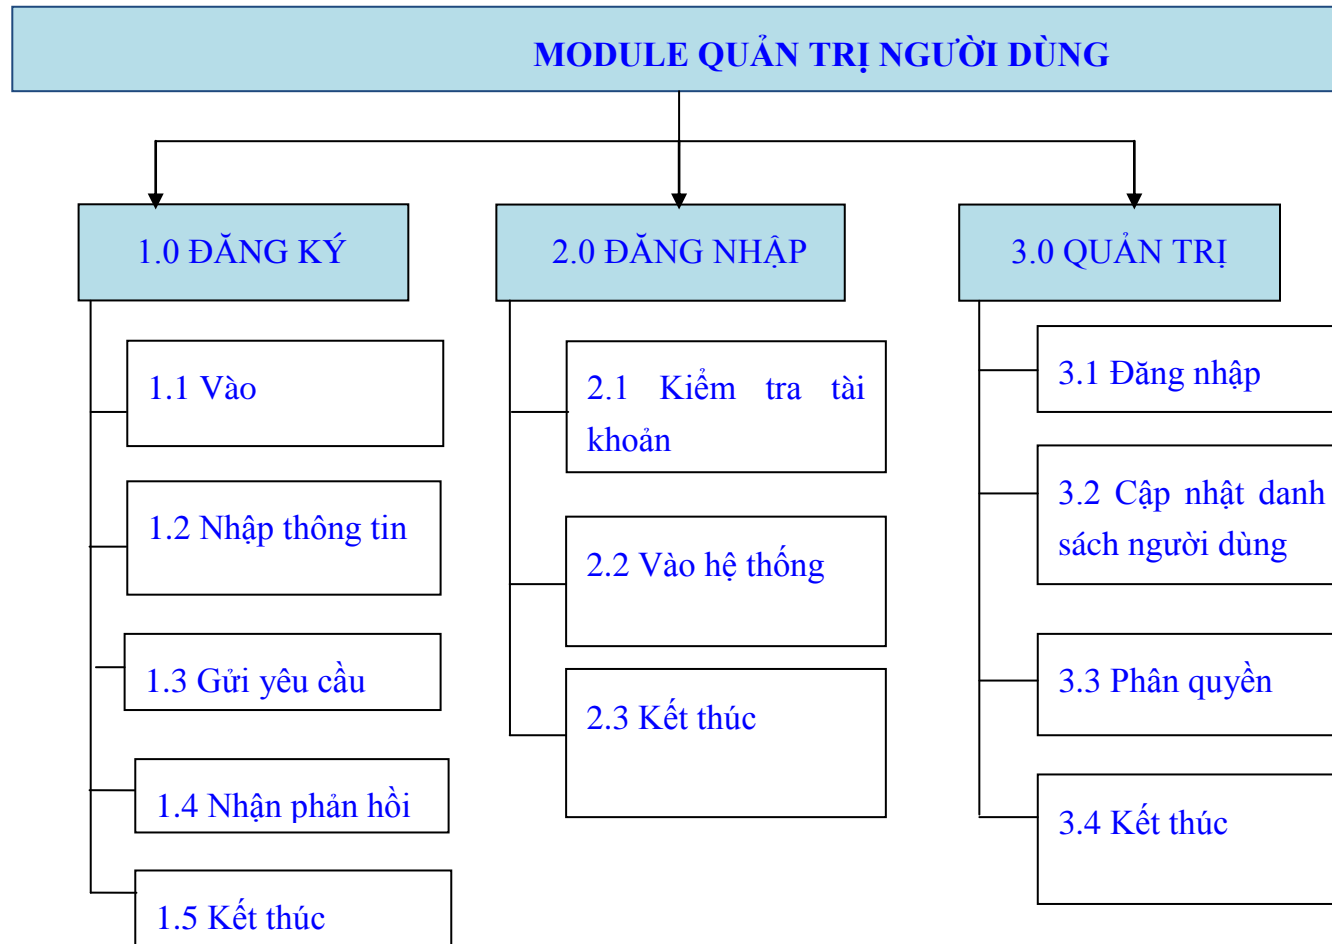 MODULE QUẢN TRỊ NGƯỜI DÙNG
1.0 ĐĂNG KÝ
1.1 Vào
1.2 Nhập thông tin
1.3 Gửi yêu cầu
1.4 Nhận phản hồi
1.5 Kết thúc
2.0 ĐĂNG NHẬP
2.1 Kiểm tra tài
khoản
2.2 Vào hệ thống
2.3 Kết thúc
3.0 QUẢN TRỊ
3.1 Đăng nhập
3.2 Cập nhật danh
sách người dùng
3.3 Phân quyền
3.4 Kết thúc